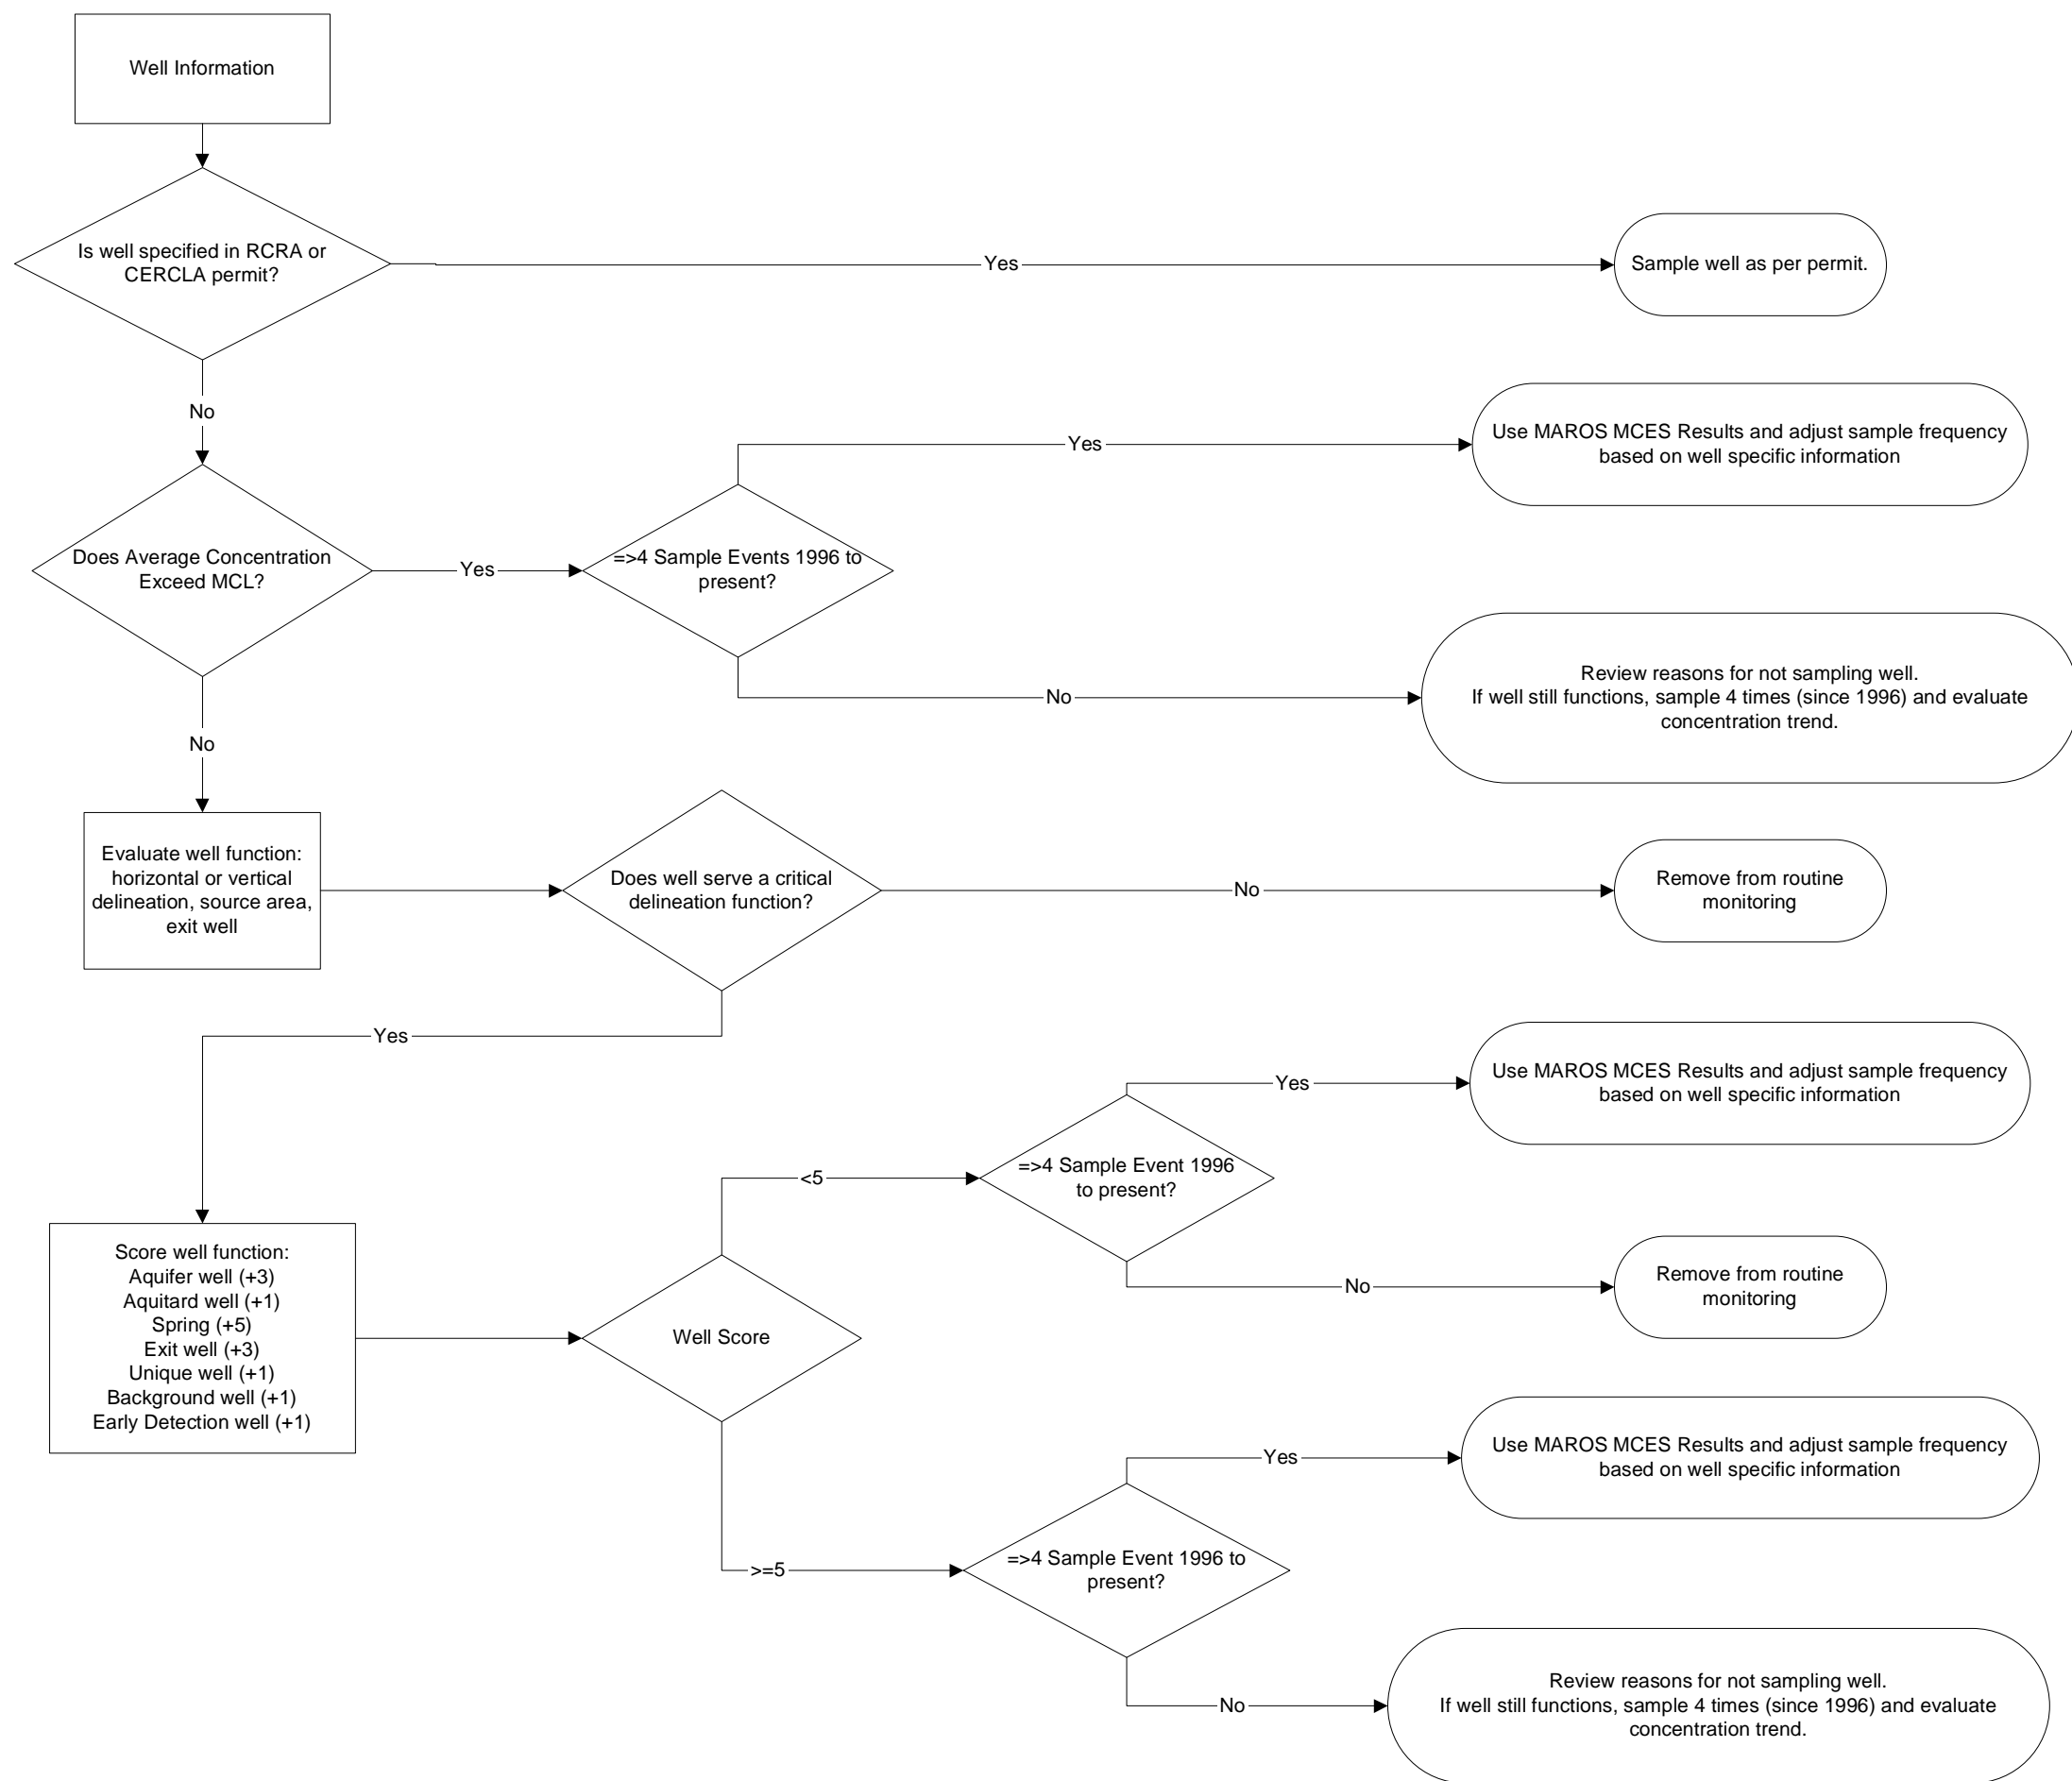 Well Information
Is well specified in RCRA or
CERCLA permit?
Yes
Sample well as per permit.
No
Does Average Concentration
Exceed MCL?
Yes
=>4 Sample Events 1996 to
present?
Yes
Use MAROS MCES Results and adjust sample frequency
based on well specific information
No
Review reasons for not sampling well.
If well still functions, sample 4 times (since 1996) and evaluate
concentration trend.
No
Evaluate well function:
horizontal or vertical
delineation, source area,
exit well
Does well serve a critical
delineation function?
No
Remove from routine
monitoring
Yes
Score well function:
Aquifer well (+3)
Aquitard well (+1)
Spring (+5)
Exit well (+3)
Unique well (+1)
Background well (+1)
Early Detection well (+1)
Well Score
<5
=>4 Sample Event 1996
to present?
Yes
Use MAROS MCES Results and adjust sample frequency
based on well specific information
No
Remove from routine
monitoring
>=5
=>4 Sample Event 1996 to
present?
Yes
Use MAROS MCES Results and adjust sample frequency
based on well specific information
No
Review reasons for not sampling well.
If well still functions, sample 4 times (since 1996) and evaluate
concentration trend.